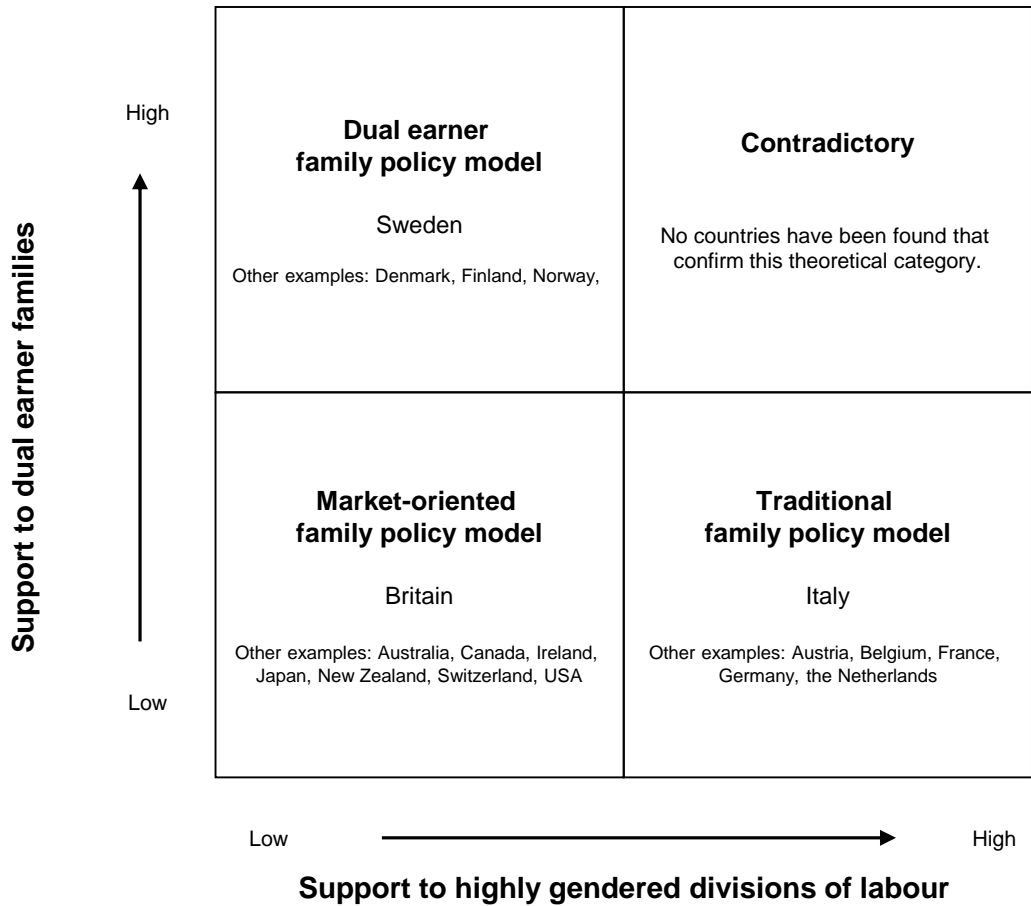 High
Dual earner
family policy model
Sweden
Other examples: Denmark, Finland, Norway,
Contradictory
No countries have been found that
confirm this theoretical category.
Support to dual earner families
Market-oriented
family policy model
Britain
Other examples: Australia, Canada, Ireland,
Japan, New Zealand, Switzerland, USA
Traditional
family policy model
Italy
Other examples: Austria, Belgium, France,
Germany, the Netherlands
Low
Low
High
Support to highly gendered divisions of labour